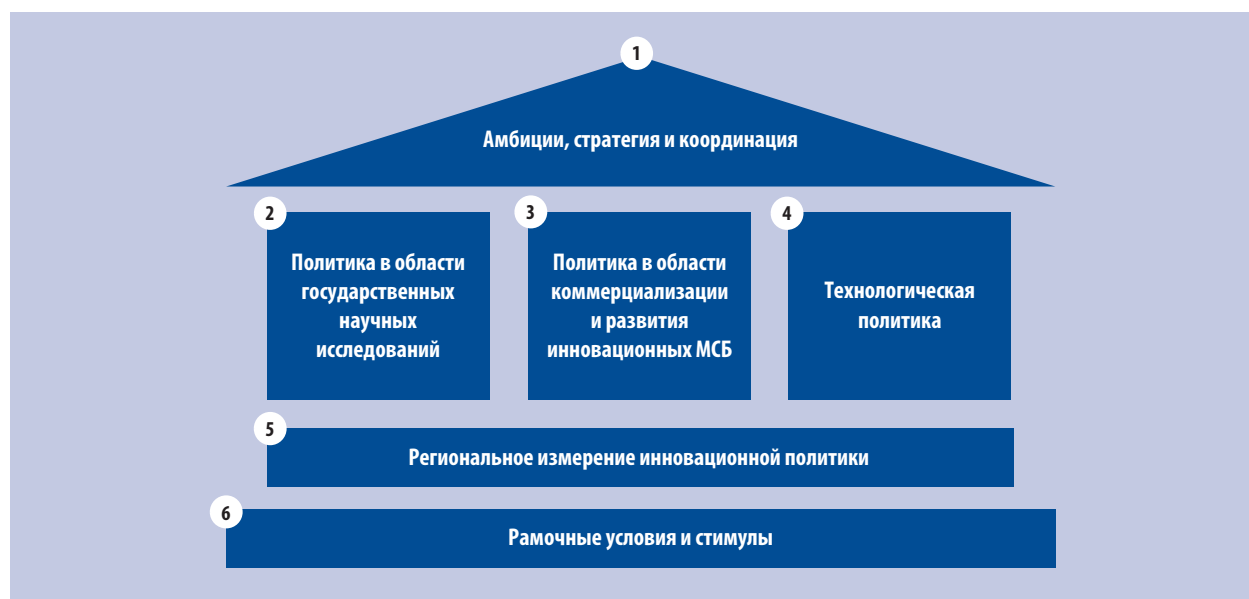 1
Амбиции, стратегия и координация
2
Политика в области
государственных
научных
исследований
3
Политика в области
коммерциализации
и развития
инновационных МСБ
4
Технологическая
политика
5
Региональное измерение инновационной политики
6
Рамочные условия и стимулы